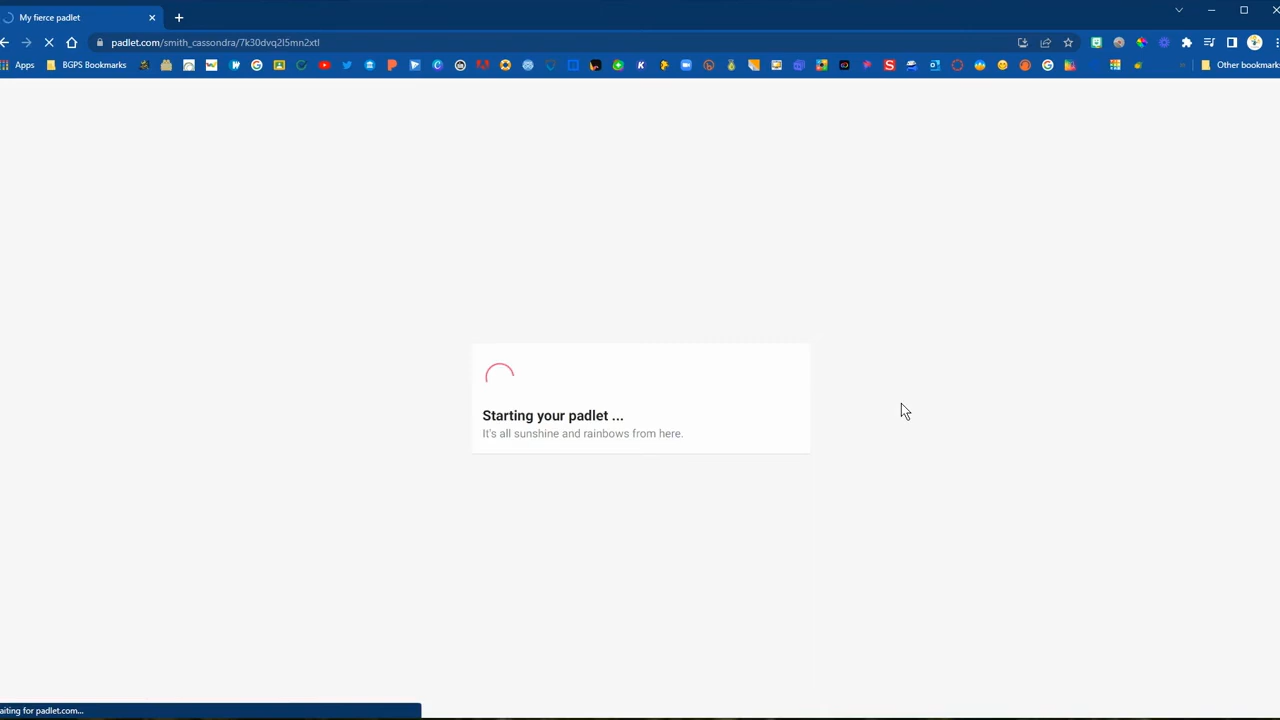 My fierce padlet
padlet.com/smith_cassondra/7k30dvq2l5mn2xtl
Apps
BGPS Bookmarks
Other bookmarks
Starting your padlet ...
It's all sunshine and rainbows from here.
aiting for padlet.com...